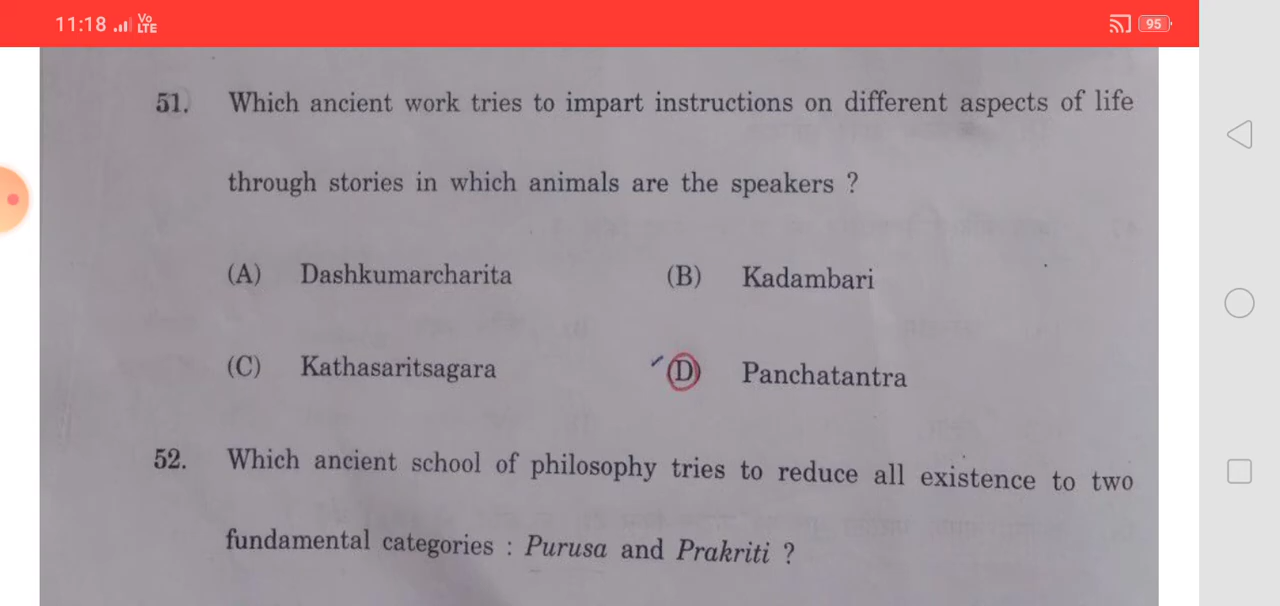 11:18 Vo LTE 95
51. Which ancient work tries to impart instructions on different aspects of life
through stories in which animals are the speakers ?
(A) Dashkumarcharita (B) Kadambari
(C) Kathasaritsagara (D) Panchatantra
52. Which ancient school of philosophy tries to reduce all existence to two
fundamental categories : Purusa and Prakriti ?